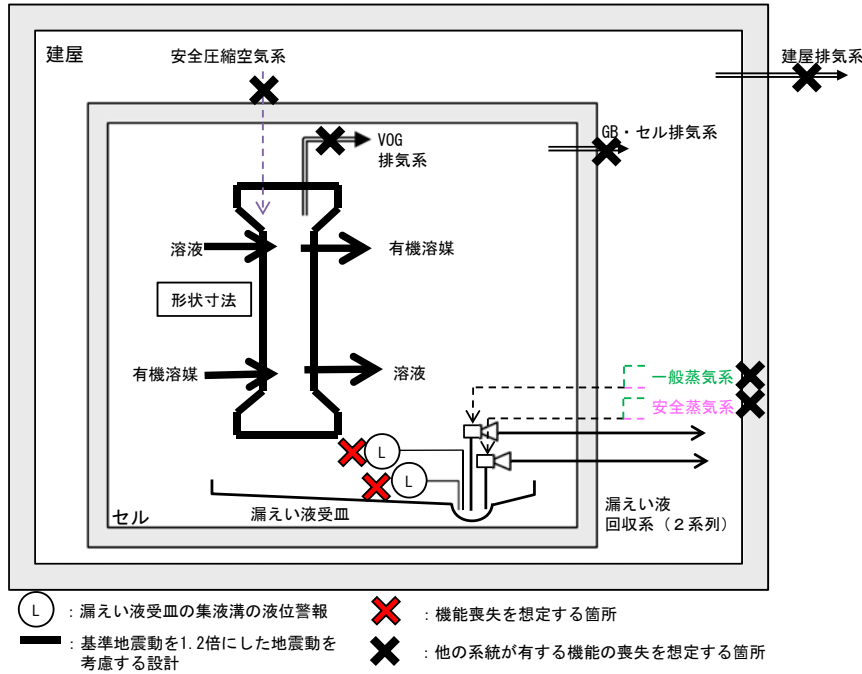 建屋
安全圧縮空気系
建屋排気系
VOG
排気系
GB・セル排気系
溶液
有機溶媒
形状寸法
有機溶媒
溶液
一般蒸気系
安全蒸気系
L
L
漏えい液受皿
セル
漏えい液
回収系（２系列）
L ：漏えい液受皿の集液溝の液位警報
：機能喪失を想定する箇所
：基準地震動を1.2倍にした地震動を
考慮する設計
：他の系統が有する機能の喪失を想定する箇所